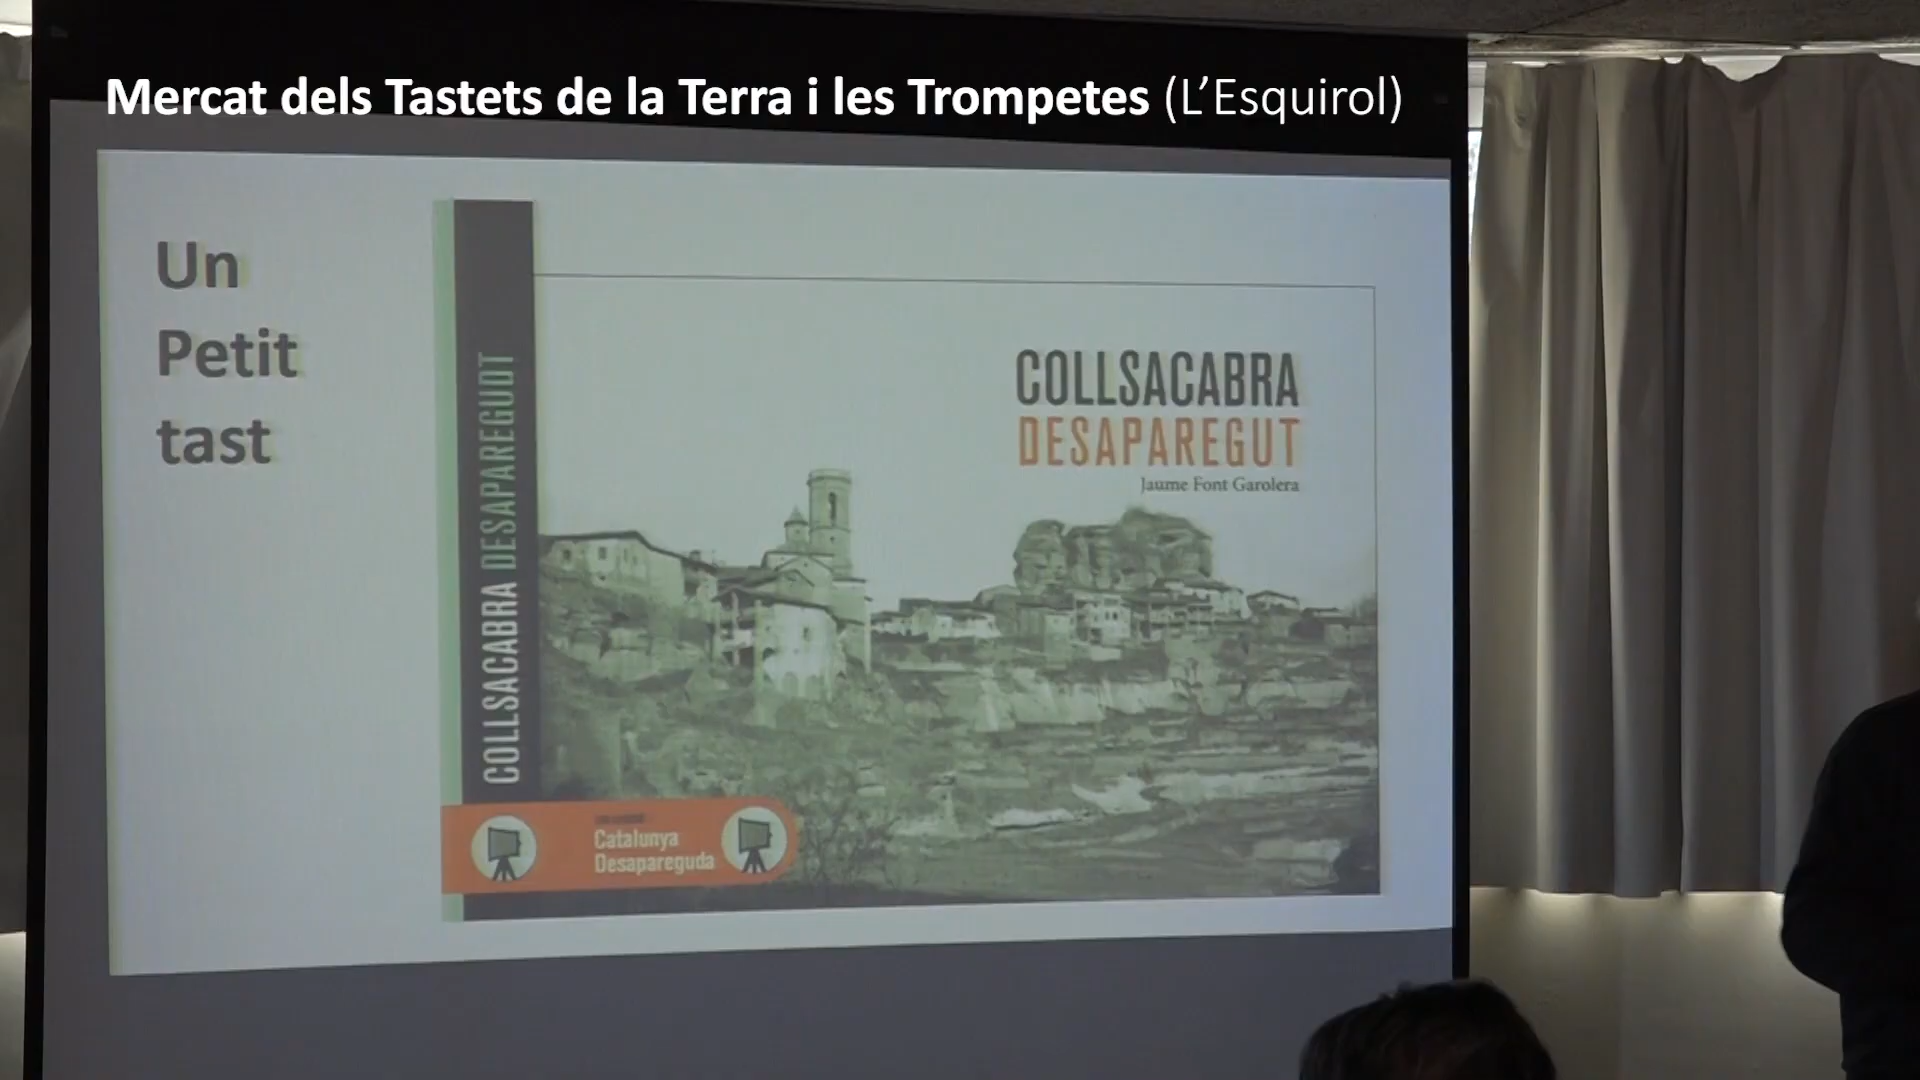 Mercat dels Tastets de la Terra i les Trompetes (L'Esquirol)
Un
Petit
tast
COLLSACABRA DESAPAREGUDT
COLLSACABRA
DESAPAREGUT
Jaume Font Garolera
Catalunya
Desapareguda